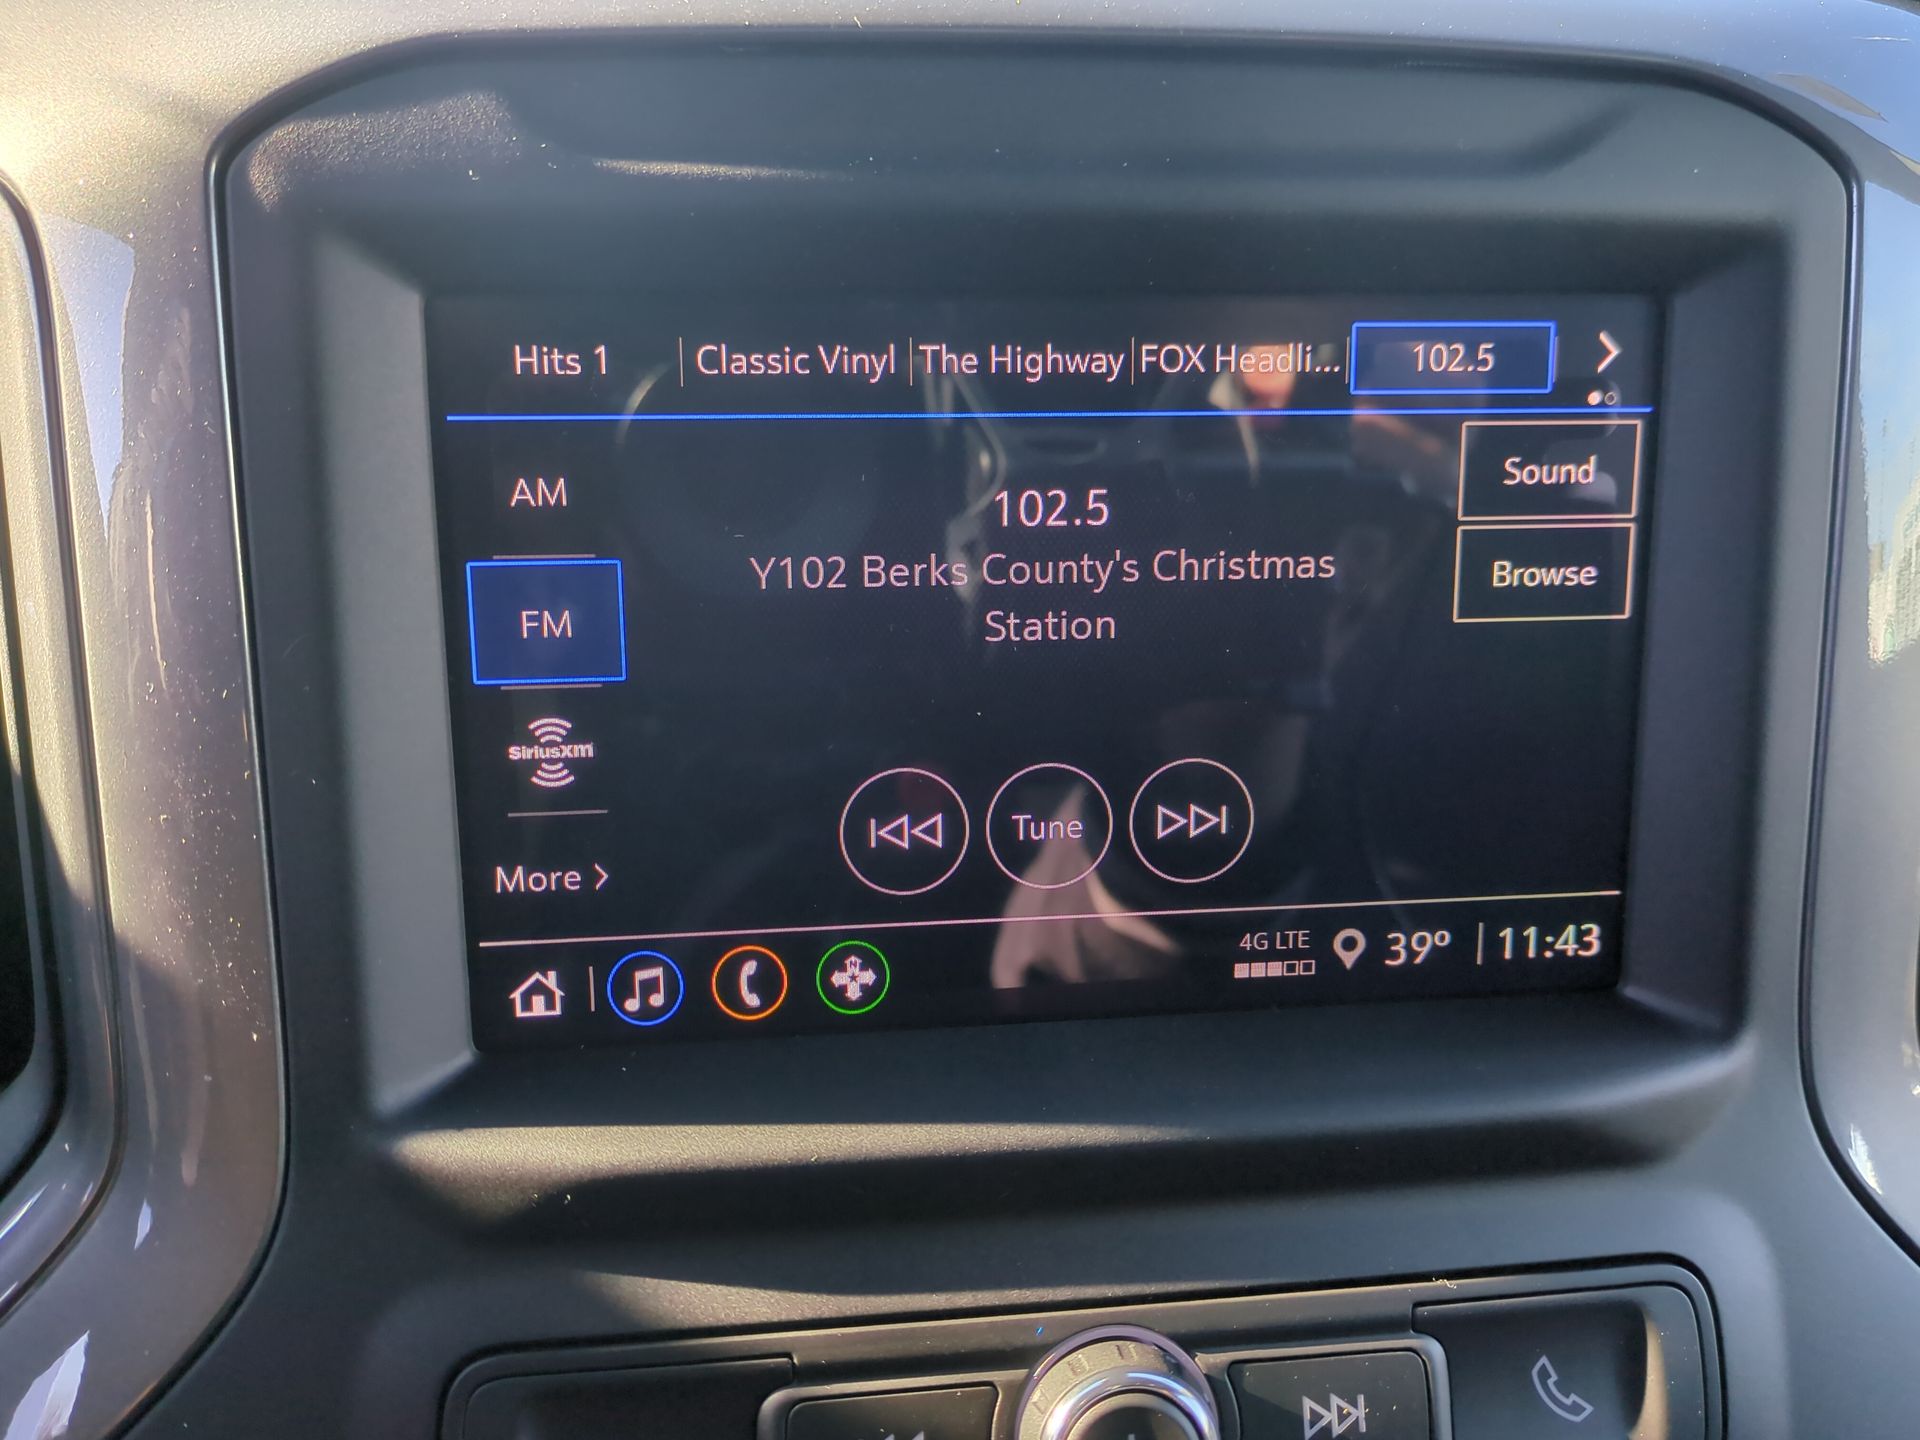 Hits 1
Classic Vinyl
The Highway
FOX Headli...
102.5
Sound
Browse
AM
FM
SiriusXm
More >
102.5
Y102 Berks County's Christmas
Station
Tune
N
4G LTE
39°
11:43